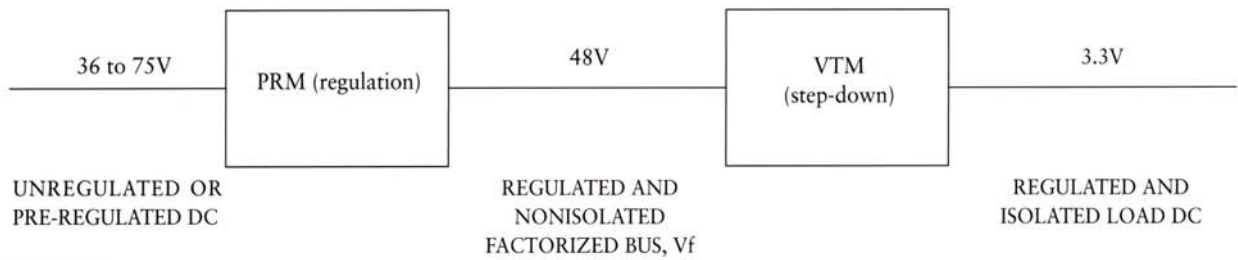 36 to 75V
PRM (regulation)
48V
VTM
(step-down)
3.3V
UNREGULATED OR
PRE-REGULATED DC
REGULATED AND
NONISOLATED
FACTORIZED BUS, Vf
REGULATED AND
ISOLATED LOAD DC